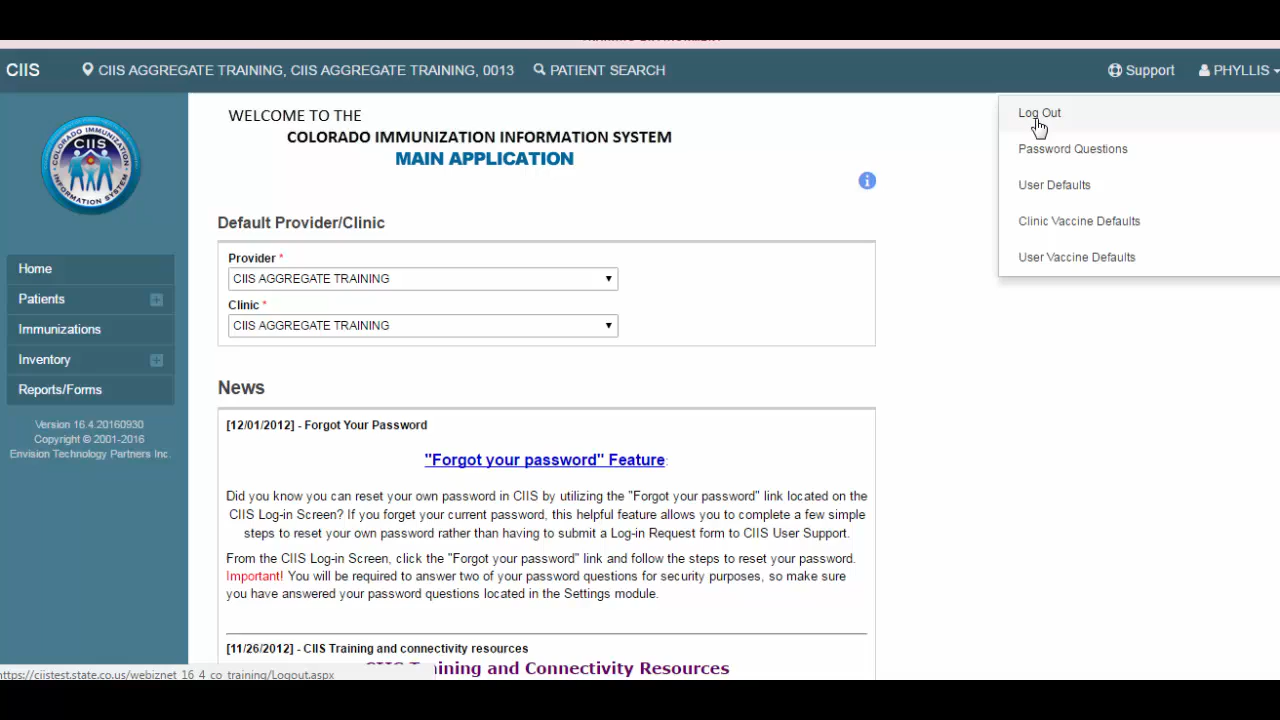 CIIS
CIIS AGGREGATE TRAINING, CIIS AGGREGATE TRAINING, 0013
PATIENT SEARCH
Support
PHYLLIS
COLORADO IMMUNIZATION INFORMATION SYSTEM
CIIS
Home
Patients
Immunizations
Inventory
Reports/Forms
Version 16.4.20160930
Copyright © 2001-2016
Envision Technology Partners Inc.
WELCOME TO THE
COLORADO IMMUNIZATION INFORMATION SYSTEM
MAIN APPLICATION
Default Provider/Clinic
Provider *
CIIS AGGREGATE TRAINING
Clinic *
CIIS AGGREGATE TRAINING
News
[12/01/2012] - Forgot Your Password
"Forgot your password" Feature:
Did you know you can reset your own password in CIIS by utilizing the "Forgot your password" link located on the
CIIS Log-in Screen? If you forget your current password, this helpful feature allows you to complete a few simple
steps to reset your own password rather than having to submit a Log-in Request form to CIIS User Support.
From the CIIS Log-in Screen, click the "Forgot your password" link and follow the steps to reset your password.
Important! You will be required to answer two of your password questions for security purposes, so make sure
you have answered your password questions located in the Settings module.
[11/26/2012] - CIIS Training and connectivity resources
CIIS Training and Connectivity Resources
Log Out
Password Questions
User Defaults
Clinic Vaccine Defaults
User Vaccine Defaults
https://ciistest.state.co.us/webiznet_16_4_co_training/Logout.aspx